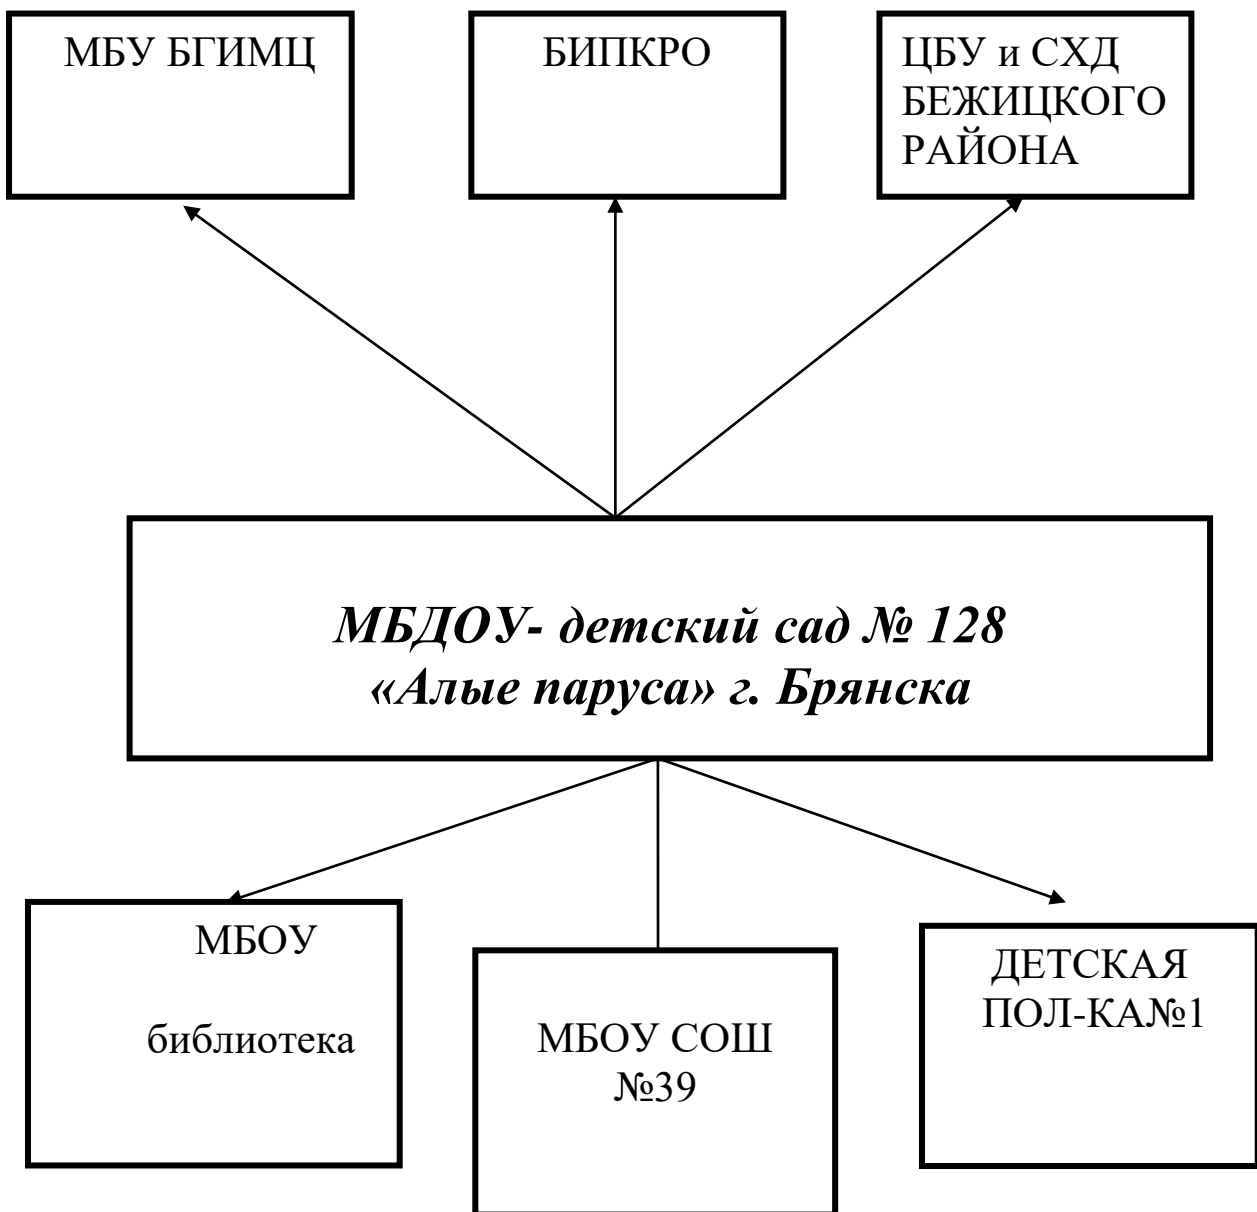 МБУ БГИМЦ
БИПКРО
ЦБУ и СХД
БЕЖИЦКОГО
РАЙОНА
МБДОУ- детский сад № 128
«Алые паруса» г. Брянска
МБОУ
библиотека
МБОУ СОШ
№39
ДЕТСКАЯ
ПОЛ-КА№1